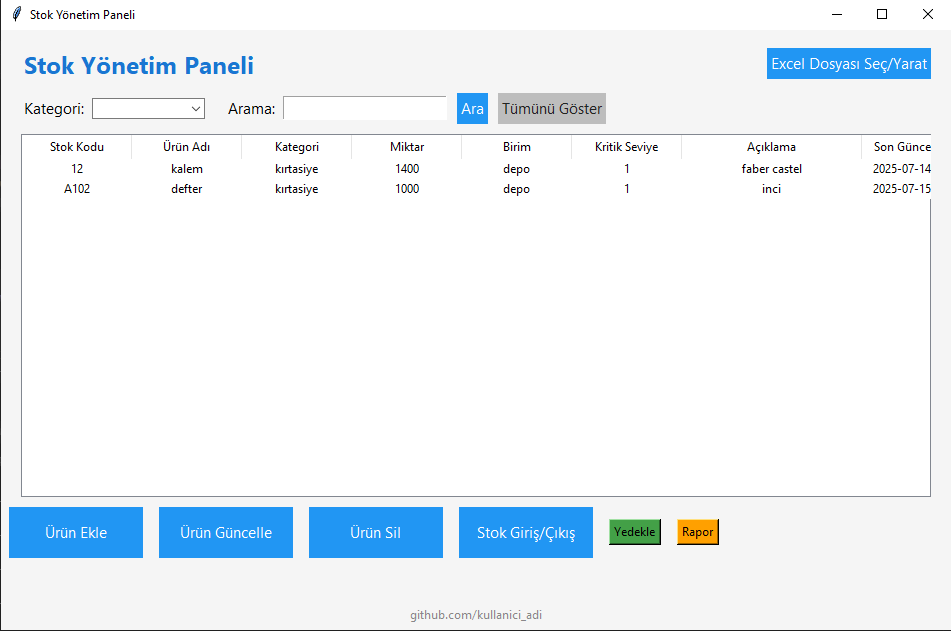 Stok Yönetim Paneli
Stok Yönetim Paneli
Excel Dosyası Seç/Yarat
Kategori: Arama: Ara Tümünü Göster
Stok Kodu Ürün Adı Kategori Miktar Birim Kritik Seviye Açıklama Son Günce
12 kalem kırtasiye 1400 depo 1 faber castel 2025-07-14
A102 defter kırtasiye 1000 depo 1 inci 2025-07-15
Ürün Ekle Ürün Güncelle Ürün Sil Stok Giriş/Çıkış Yedekle Rapor
github.com/kullanici_adi